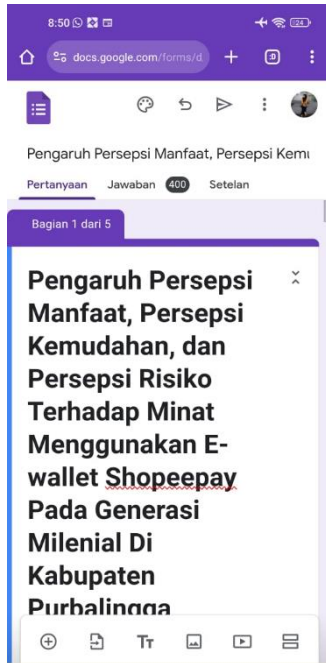 8:50
124
docs.google.com/forms/d
:D
Pengaruh Persepsi Manfaat, Persepsi Kemu
Pertanyaan Jawaban 400 Setelan
Bagian 1 dari 5
Pengaruh Persepsi
Manfaat, Persepsi
Kemudahan, dan
Persepsi Risiko
Terhadap Minat
Menggunakan E-
wallet Shopeepay
Pada Generasi
Milenial Di
Kabupaten
Purbalingga
Tт